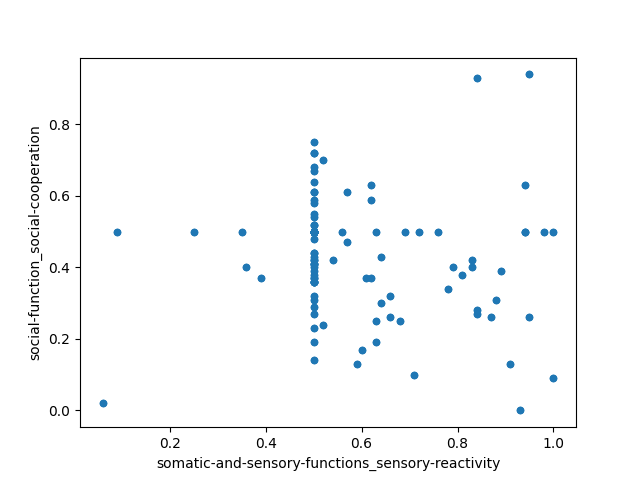 0.8
0.6
0.4
0.2
0.0
social-function_social-cooperation
0.2 0.4 0.6 0.8 1.0
somatic-and-sensory-functions_sensory-reactivity